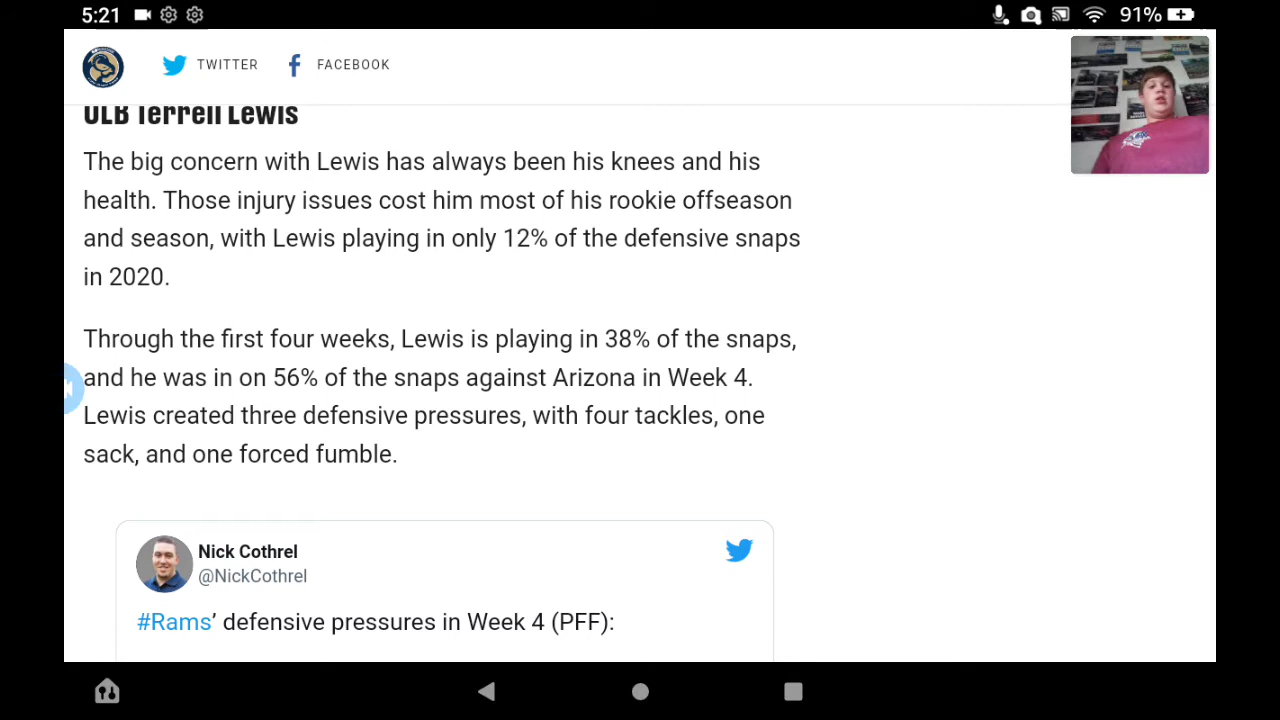 5:21
91%
TWITTER
FACEBOOK
OLB Terrell Lewis
The big concern with Lewis has always been his knees and his
health. Those injury issues cost him most of his rookie offseason
and season, with Lewis playing in only 12% of the defensive snaps
in 2020.
Through the first four weeks, Lewis is playing in 38% of the snaps,
and he was in on 56% of the snaps against Arizona in Week 4.
Lewis created three defensive pressures, with four tackles, one
sack, and one forced fumble.
Nick Cothrel
@NickCothrel
#Rams’ defensive pressures in Week 4 (PFF):